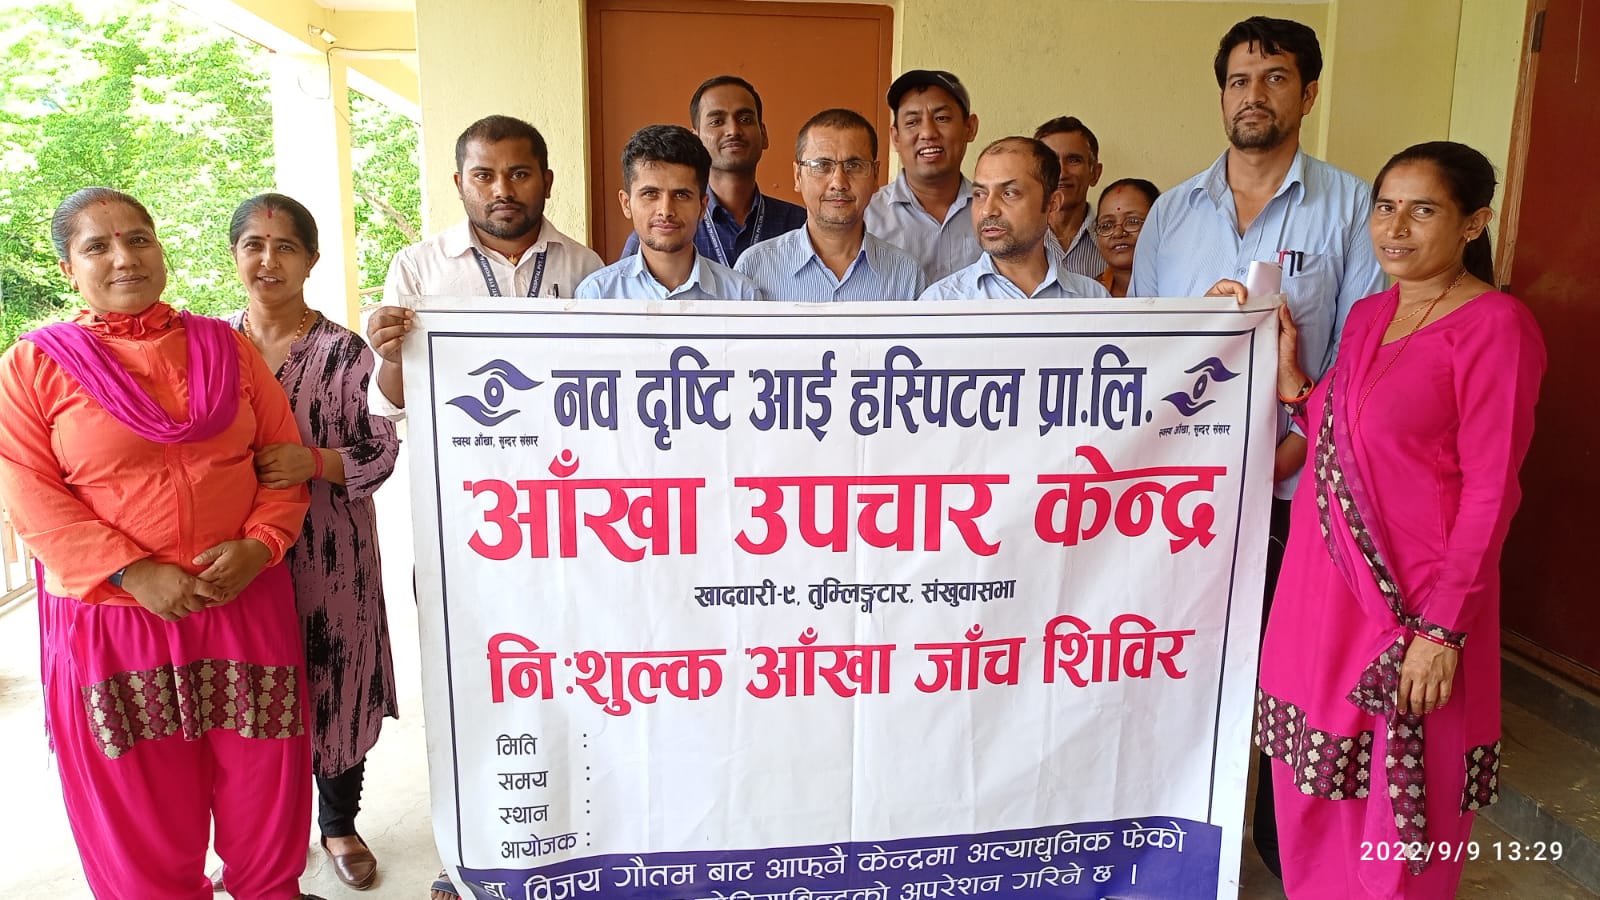 नव दृष्टि आई हस्पिटल प्रा.लि.
स्वस्थ आँखा, सुन्दर संसार
स्वस्थ आँखा, सुन्दर संसार
आँखा उपचार केन्द्र
खादवारी-९, तुम्लिङ्गटार, संखुवासभा
नि:शुल्क आँखा जाँच शिविर
मिति :
समय :
स्थान :
आयोजक :
डा. विजय गौतम बाट आफ्नै केन्द्रमा अत्याधुनिक फेको
अपरेशन गरिने छ ।
2022/9/9 13:29